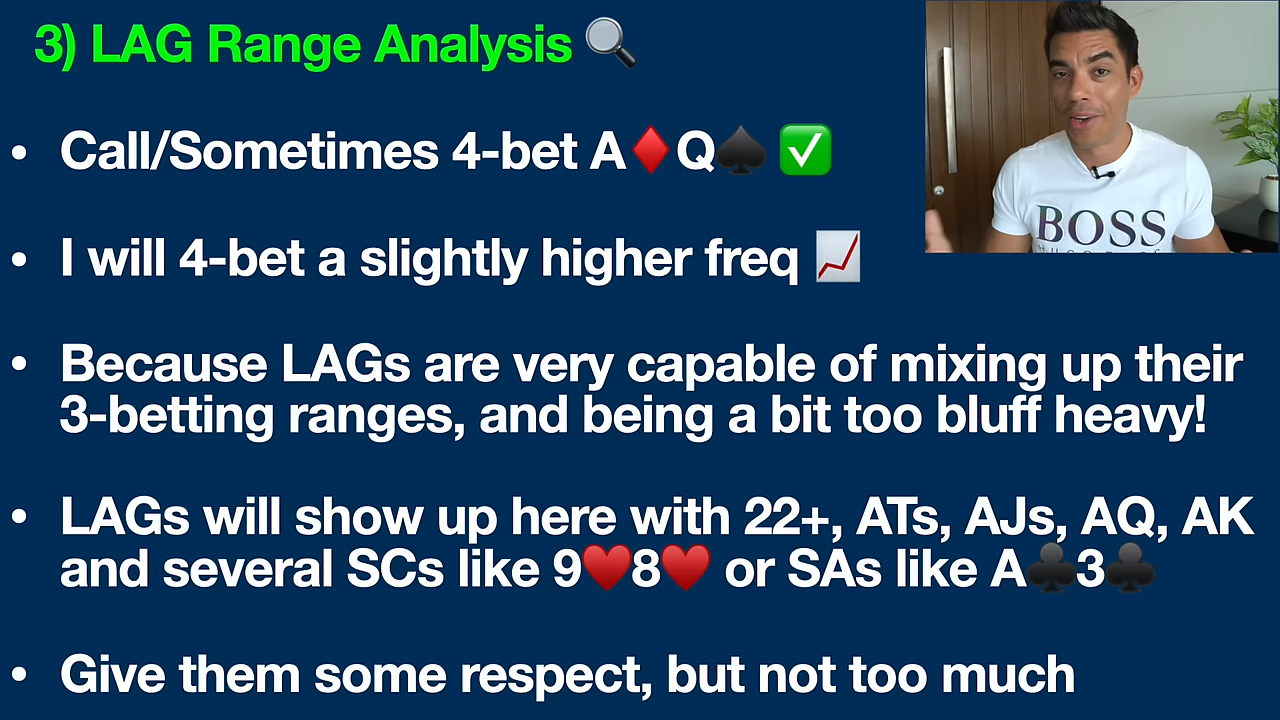 3) LAG Range Analysis 🔍
• Call/Sometimes 4-bet A♦️Q♠️ ✅
• I will 4-bet a slightly higher freq 📈
• Because LAGs are very capable of mixing up their
3-betting ranges, and being a bit too bluff heavy!
• LAGs will show up here with 22+, ATs, AJs, AQ, AK
and several SCs like 9♥️8♥️ or SAs like A♣️3♣️
• Give them some respect, but not too much
BOSS